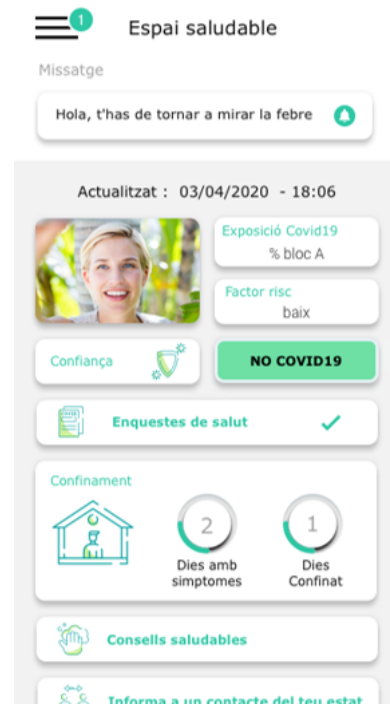 1
Espai saludable
Missatge
Hola, t'has de tornar a mirar la febre
Actualitzat : 03/04/2020 - 18:06
Exposició Covid19
% bloc A
Factor risc
baix
Confiança
NO COVID19
Enquestes de salut
Confinament
2
Dies amb
simptomes
1
Dies
Confinat
Consells saludables
Informa a un contacte del teu estat